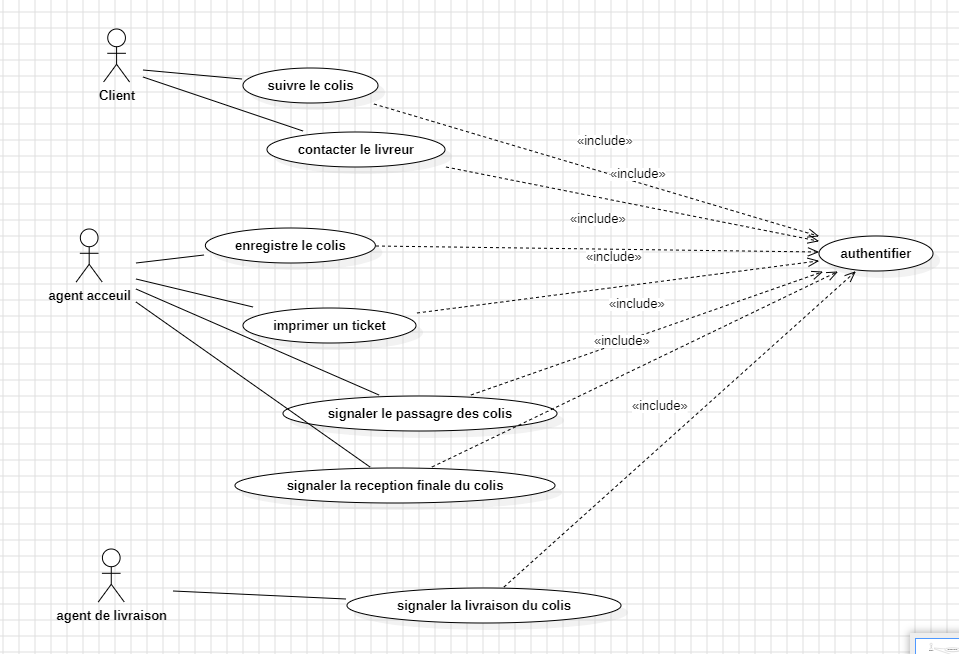 Client
suivre le colis
contacter le livreur
«include»
«include»
agent acceuil
enregistre le colis
«include»
«include»
authentifier
imprimer un ticket
«include»
«include»
signaler le passagre des colis
«include»
signaler la reception finale du colis
agent de livraison
signaler la livraison du colis